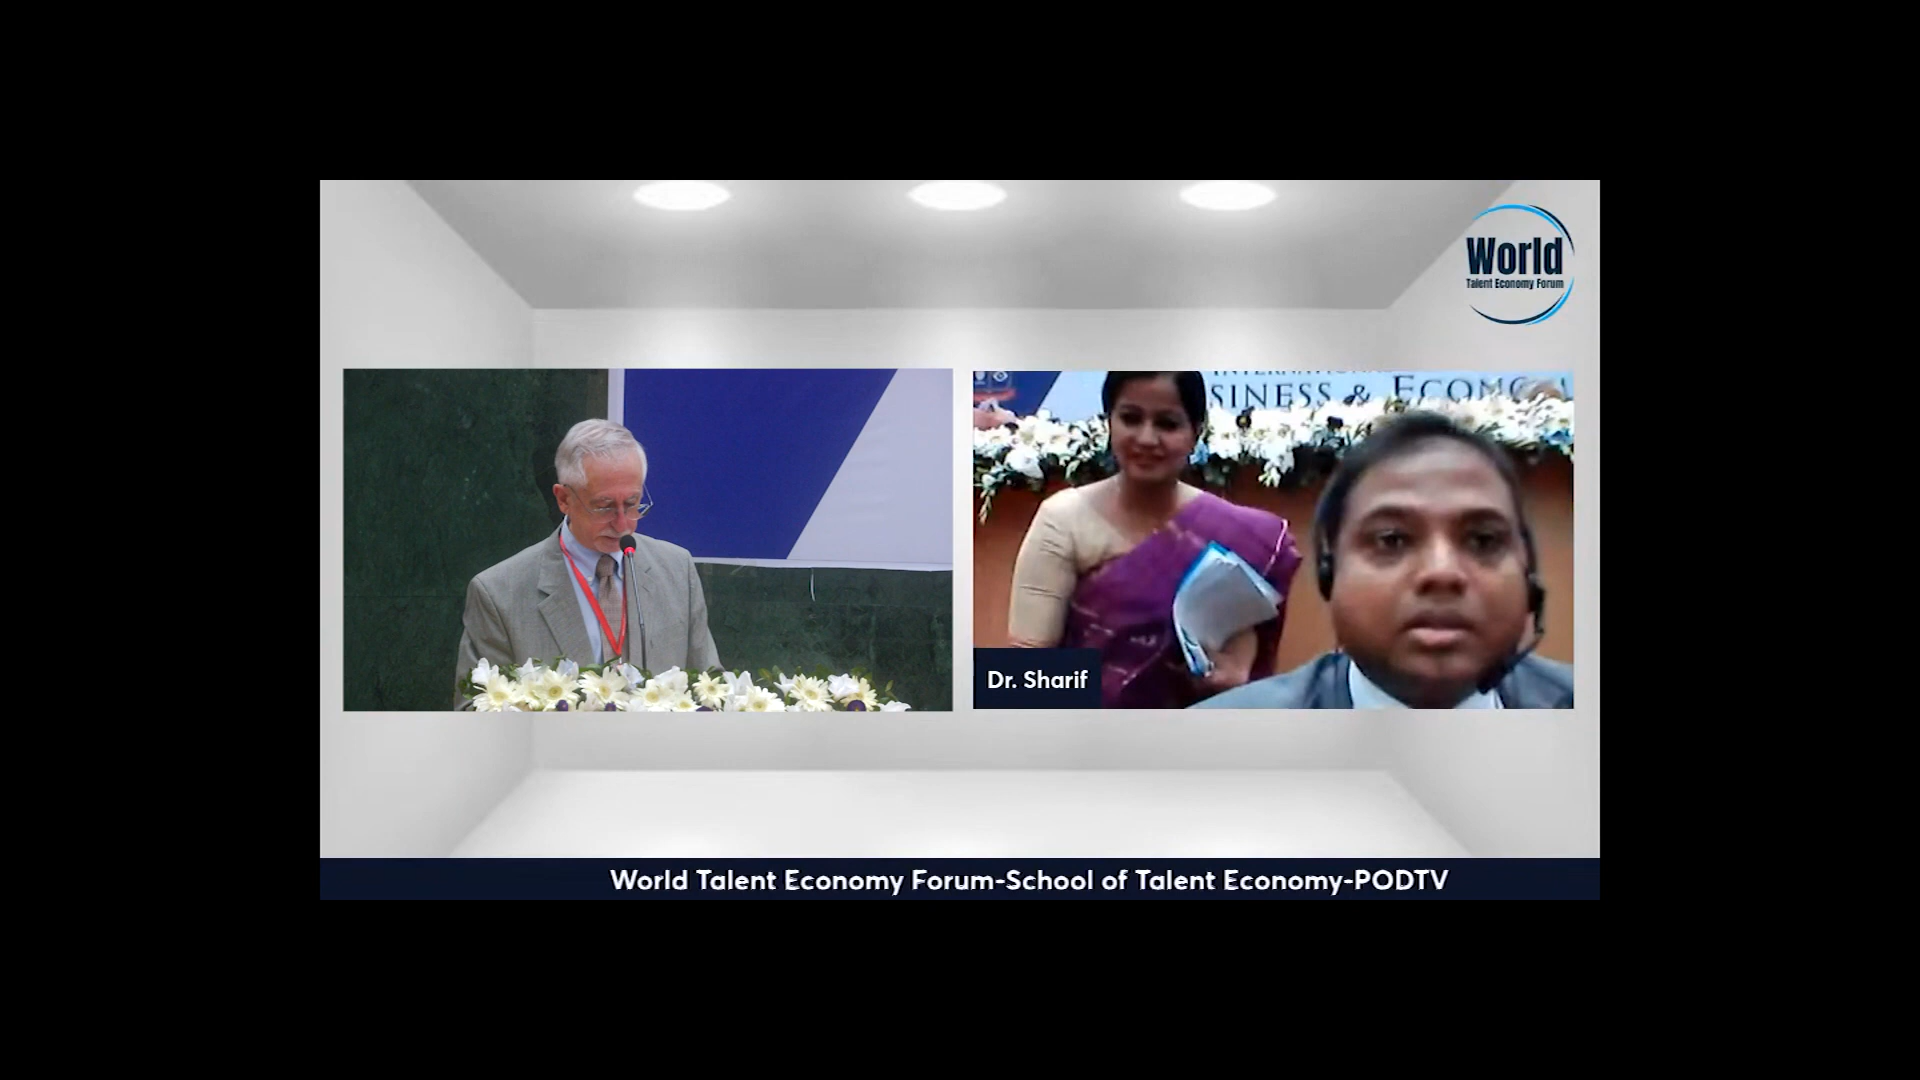 World
Talent Economy Forum
SINESS & ECONO
Dr. Sharif
World Talent Economy Forum-School of Talent Economy-PODTV